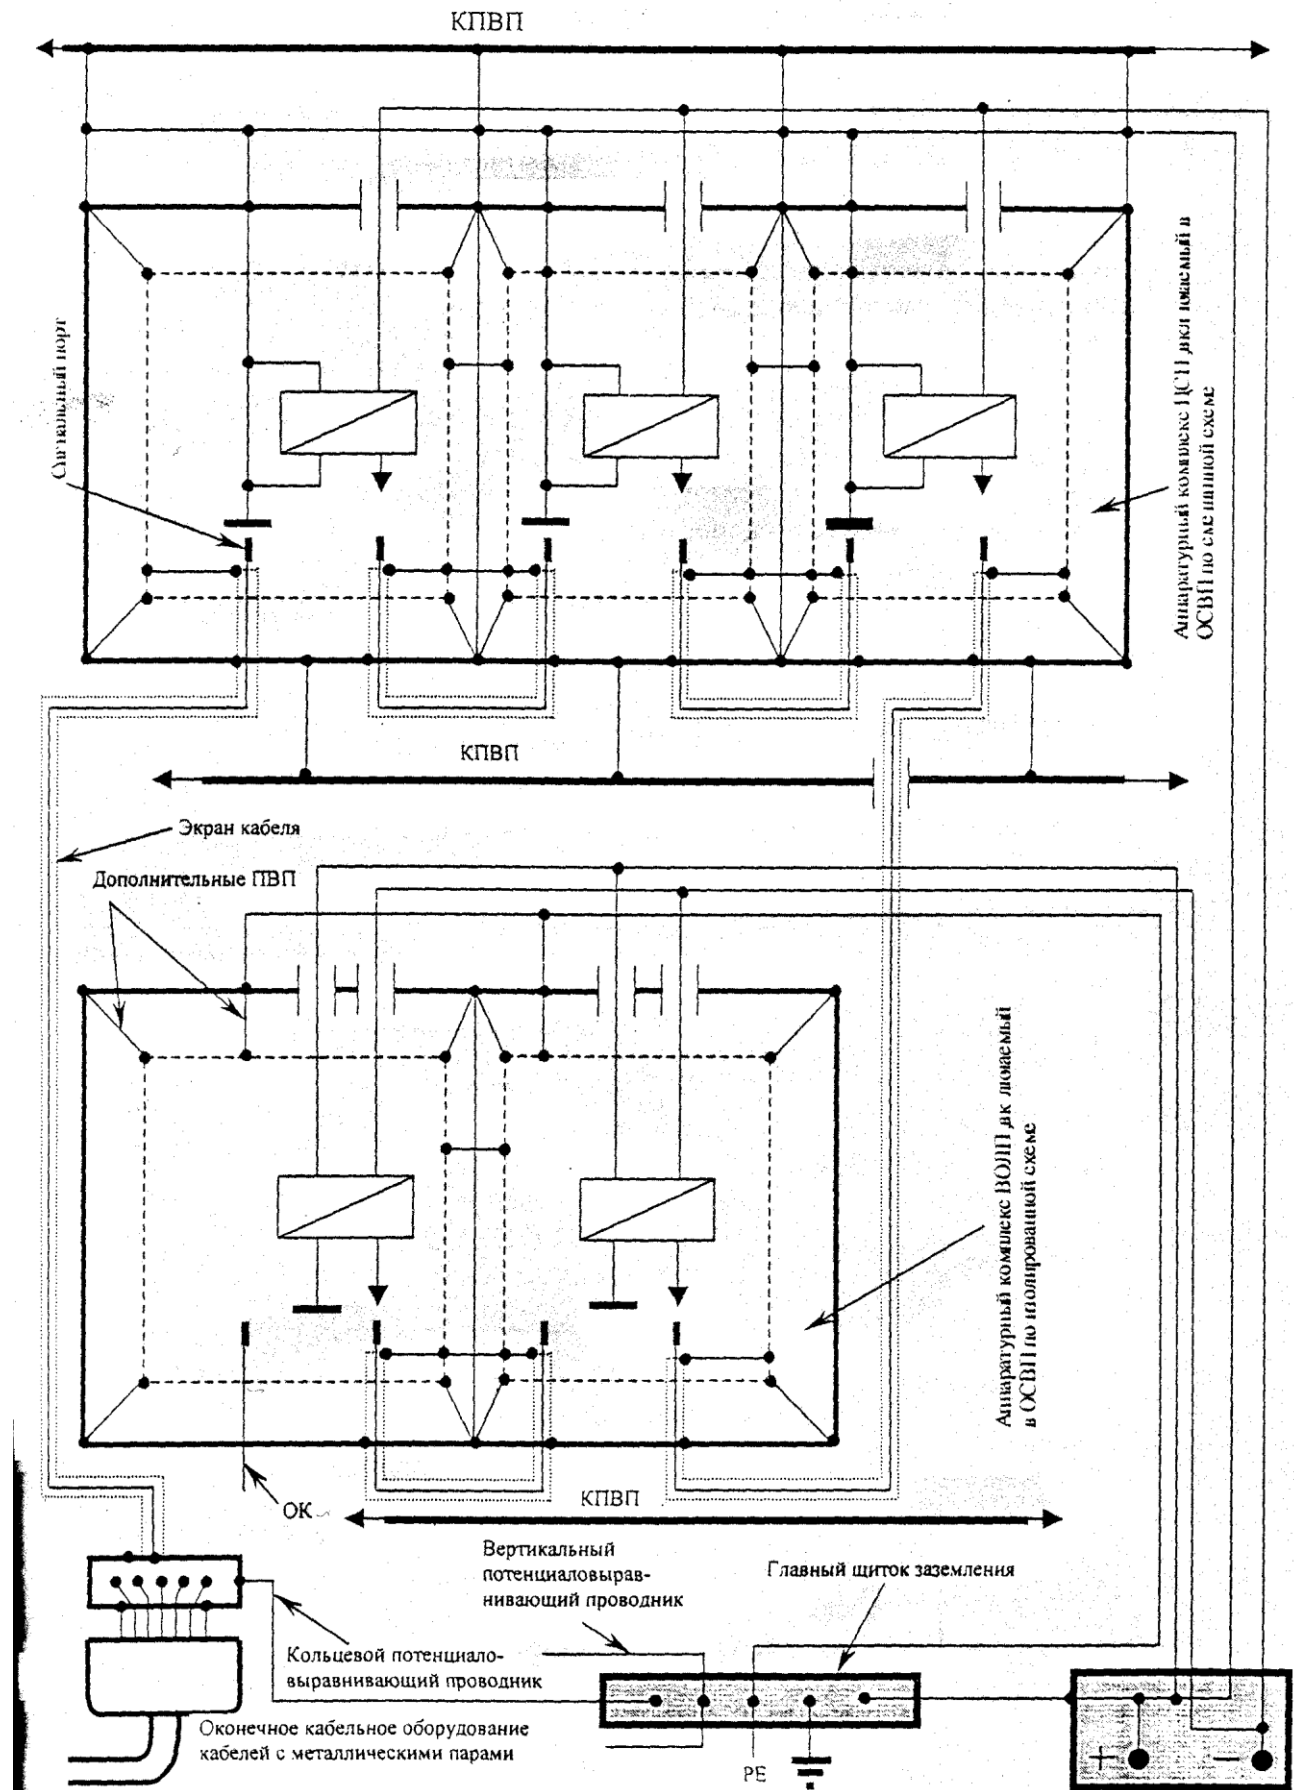 КПВП
Сигнальный порт
Аппаратурный комплекс ЦСП включаемый в
ОСВП по смешанной схеме
КПВП
Экран кабеля
Дополнительные ПВП
Аппаратурный комплекс ВОЛП включаемый
в ОСВП по изолированной схеме
ОК
КПВП
Вертикальный
потенциаловырав-
нивающий проводник
Главный щиток заземления
Кольцевой потенциало-
выравнивающий проводник
Оконечное кабельное оборудование
кабелей с металлическими парами
PE
+
−